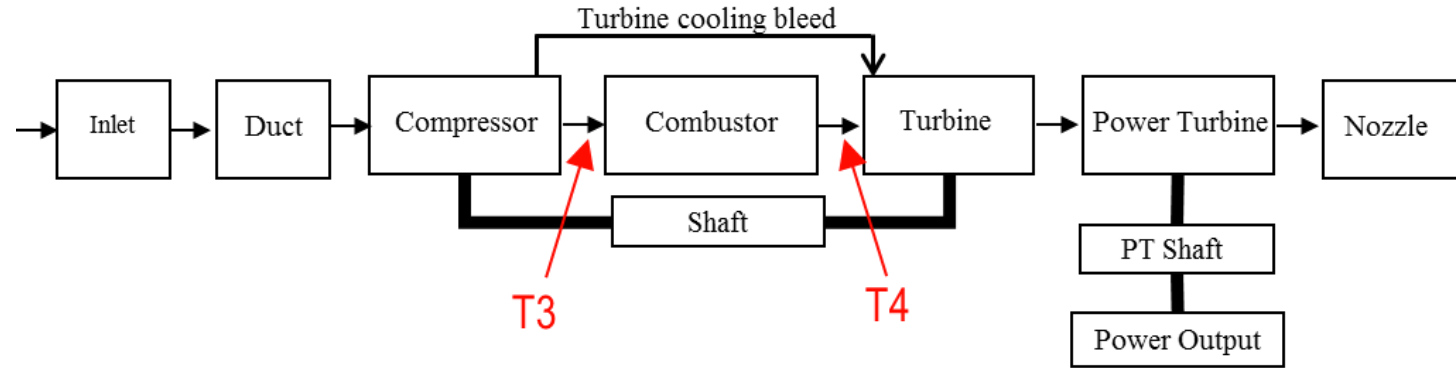 Turbine cooling bleed
Inlet
Duct
Compressor
Combustor
Turbine
Power Turbine
Nozzle
Shaft
PT Shaft
T3
T4
Power Output